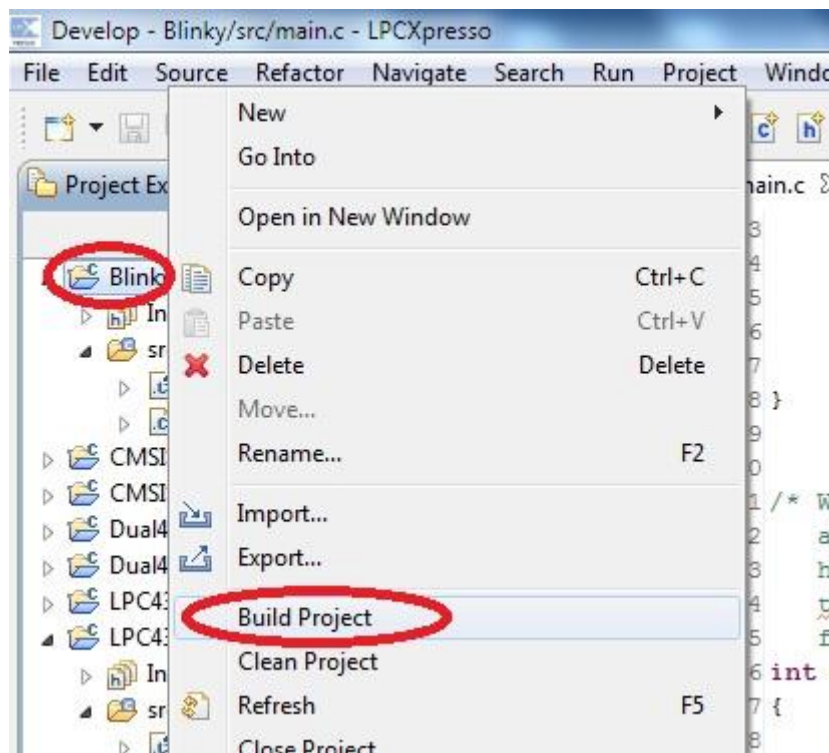 Develop - Blinky/src/main.c - LPCXpresso
File Edit Source Refactor Navigate Search Run Project
Project Ex
main.c
New
Go Into
Open in New Window
Copy Ctrl+C
Paste Ctrl+V
Delete Delete
Move...
Rename... F2
Import...
Export...
Build Project
Clean Project
Refresh F5
Close Project
Blink
In
sr
CMSI
CMSI
Dual4
Dual4
LPC43
LPC43
In
sr
3
4
5
6
7
8 }
9
0
1 /* W
2 a
3 h
4 t
5 f
6 int
7 {
8